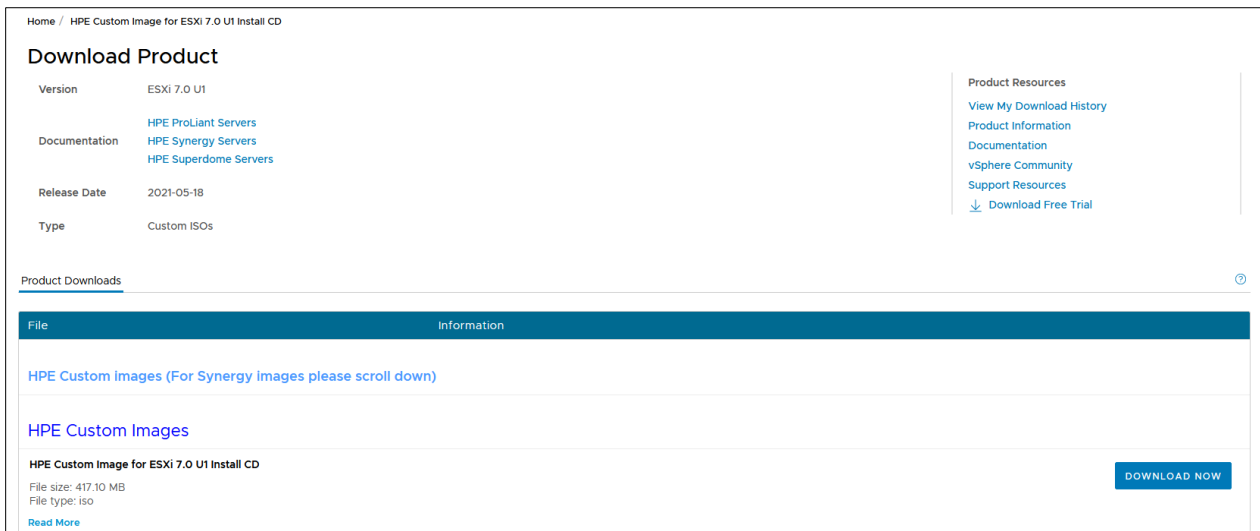 Home / HPE Custom Image for ESXi 7.0 U1 Install CD
Download Product
Version ESXi 7.0 U1
Documentation
HPE ProLiant Servers
HPE Synergy Servers
HPE Superdome Servers
Release Date 2021-05-18
Type Custom ISOs
Product Resources
View My Download History
Product Information
Documentation
vSphere Community
Support Resources
Download Free Trial
Product Downloads
?
File Information
HPE Custom images (For Synergy images please scroll down)
HPE Custom Images
HPE Custom Image for ESXi 7.0 U1 Install CD
File size: 417.10 MB
File type: iso
Read More
DOWNLOAD NOW